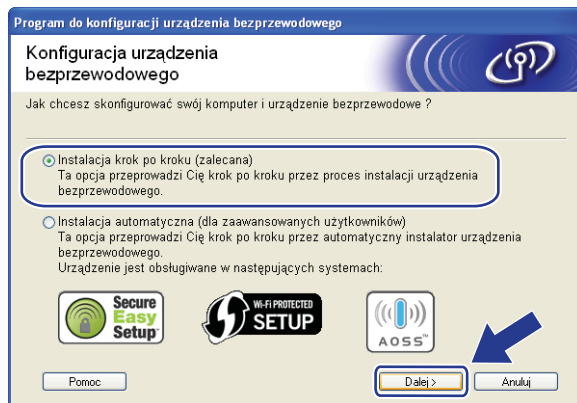 Program do konfiguracji urządzenia bezprzewodowego
Konfiguracja urządzenia
bezprzewodowego
Jak chcesz skonfigurować swój komputer i urządzenie bezprzewodowe ?
Instalacja krok po kroku (zalecana)
Ta opcja przeprowadzi Cię krok po kroku przez proces instalacji urządzenia
bezprzewodowego.
Instalacja automatyczna (dla zaawansowanych użytkowników)
Ta opcja przeprowadzi Cię krok po kroku przez automatyczny instalator urządzenia
bezprzewodowego.
Urządzenie jest obsługiwane w następujących systemach:
Secure
Easy
Setup™
Wi-Fi PROTECTED
SETUP
AOSS™
Pomoc
Dalej >
Anuluj